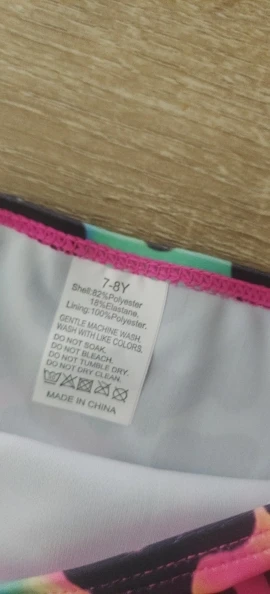 7-8Y
Shell:82%Polyester
18%Elastane.
Lining:100%Polyester.
GENTLE MACHINE WASH.
WASH WITH LIKE COLORS.
DO NOT SOAK.
DO NOT BLEACH.
DO NOT TUMBLE DRY.
DO NOT DRY CLEAN.
MADE IN CHINA